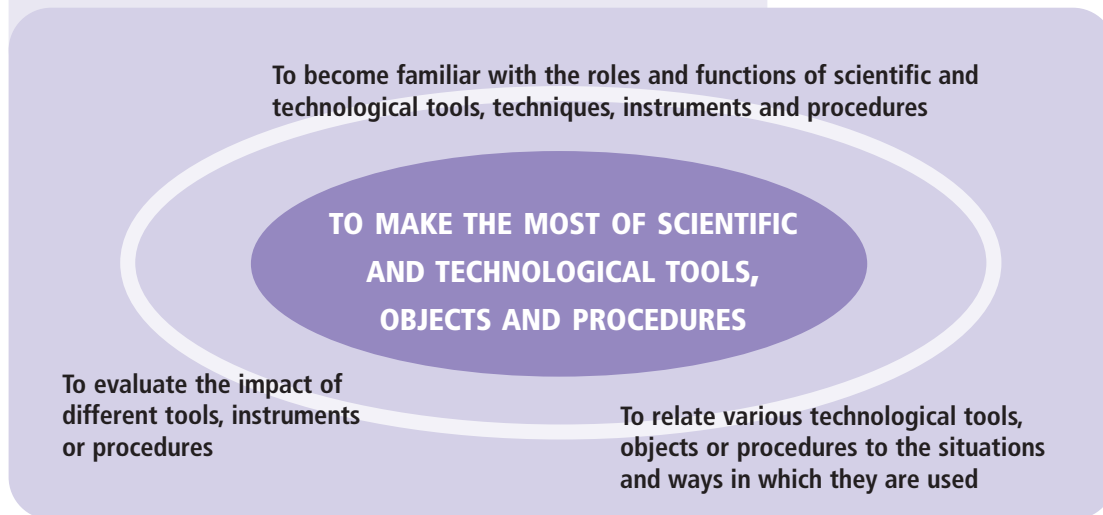 To become familiar with the roles and functions of scientific and
technological tools, techniques, instruments and procedures
TO MAKE THE MOST OF SCIENTIFIC
AND TECHNOLOGICAL TOOLS,
OBJECTS AND PROCEDURES
To evaluate the impact of
different tools, instruments
or procedures
To relate various technological tools,
objects or procedures to the situations
and ways in which they are used